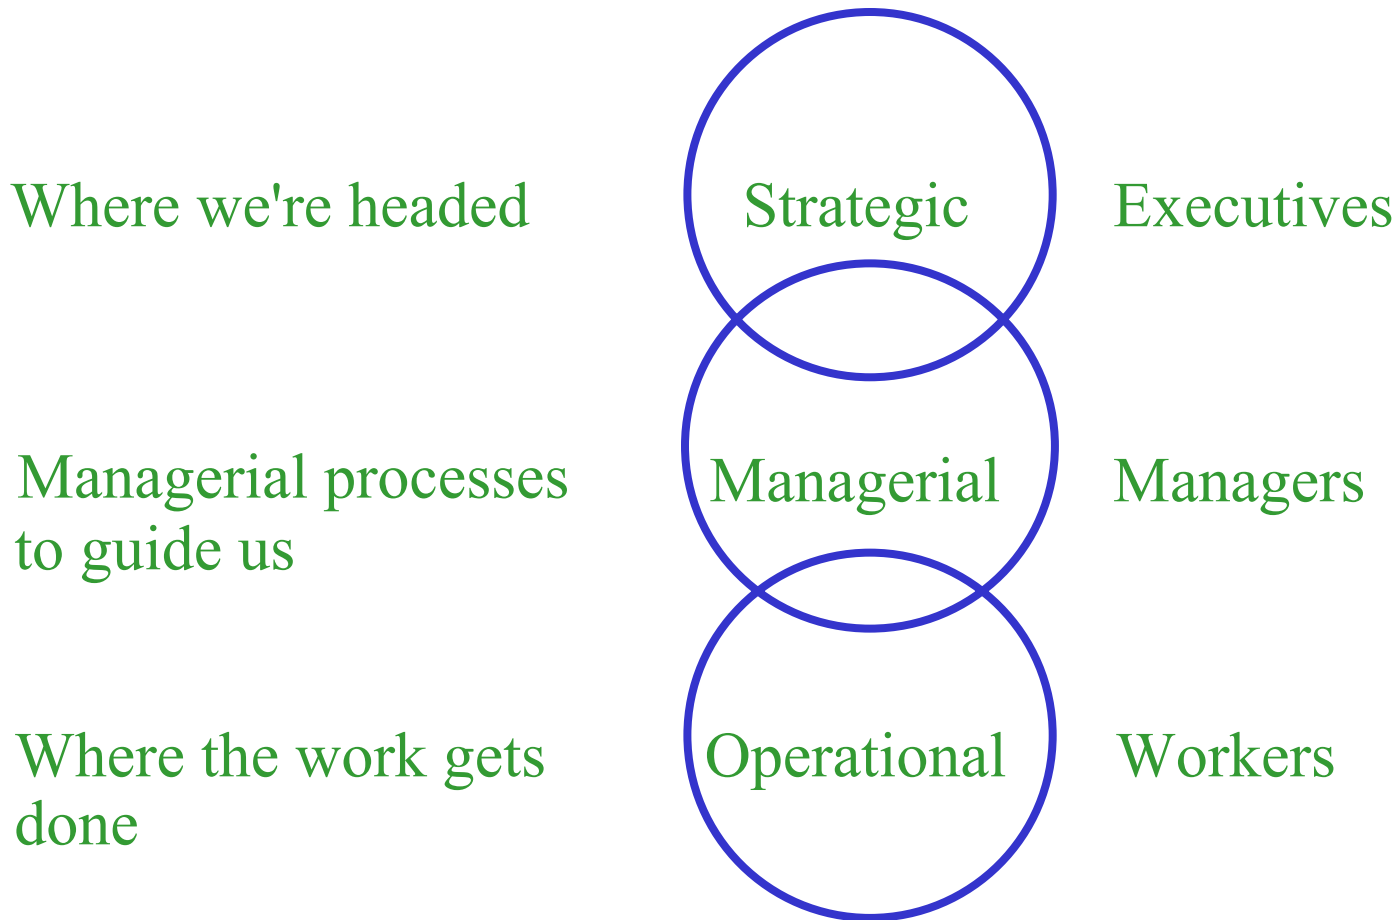 Where we're headed
Strategic
Executives
Managerial processes
to guide us
Managerial
Managers
Where the work gets
done
Operational
Workers